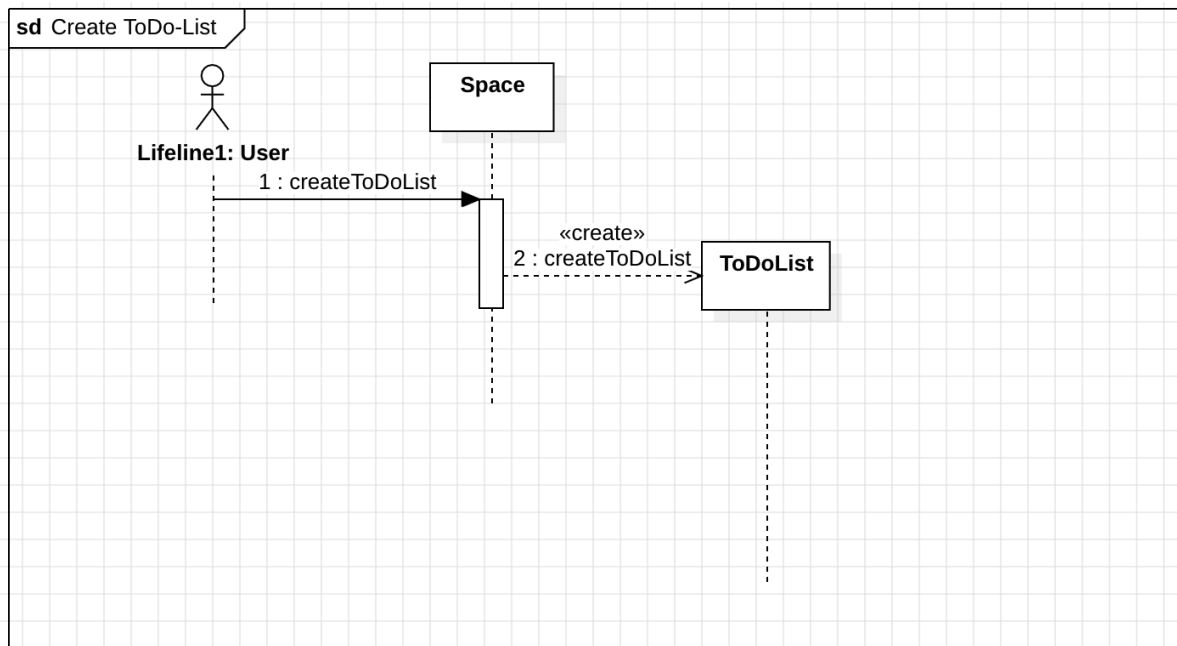 sd Create ToDo-List
Space
Lifeline1: User
1 : createToDoList
«create»
2 : createToDoList
ToDoList